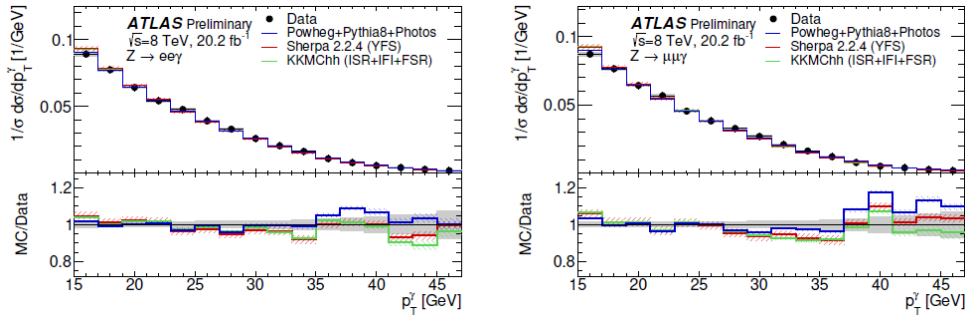 ATLAS Preliminary
√s=8 TeV, 20.2 fb⁻¹
Z → eeγ
Data
Powheg+Pythia8+Photos
Sherpa 2.2.4 (YFS)
KKMChh (ISR+IFI+FSR)
1/σ dσ/dp_T^γ [1/GeV]
0.1
0.05
MC/Data
1.2
1
0.8
15 20 25 30 35 40 45
p_T^γ [GeV]
ATLAS Preliminary
√s=8 TeV, 20.2 fb⁻¹
Z → μμγ
Data
Powheg+Pythia8+Photos
Sherpa 2.2.4 (YFS)
KKMChh (ISR+IFI+FSR)
1/σ dσ/dp_T^γ [1/GeV]
0.1
0.05
MC/Data
1.2
1
0.8
15 20 25 30 35 40 45
p_T^γ [GeV]